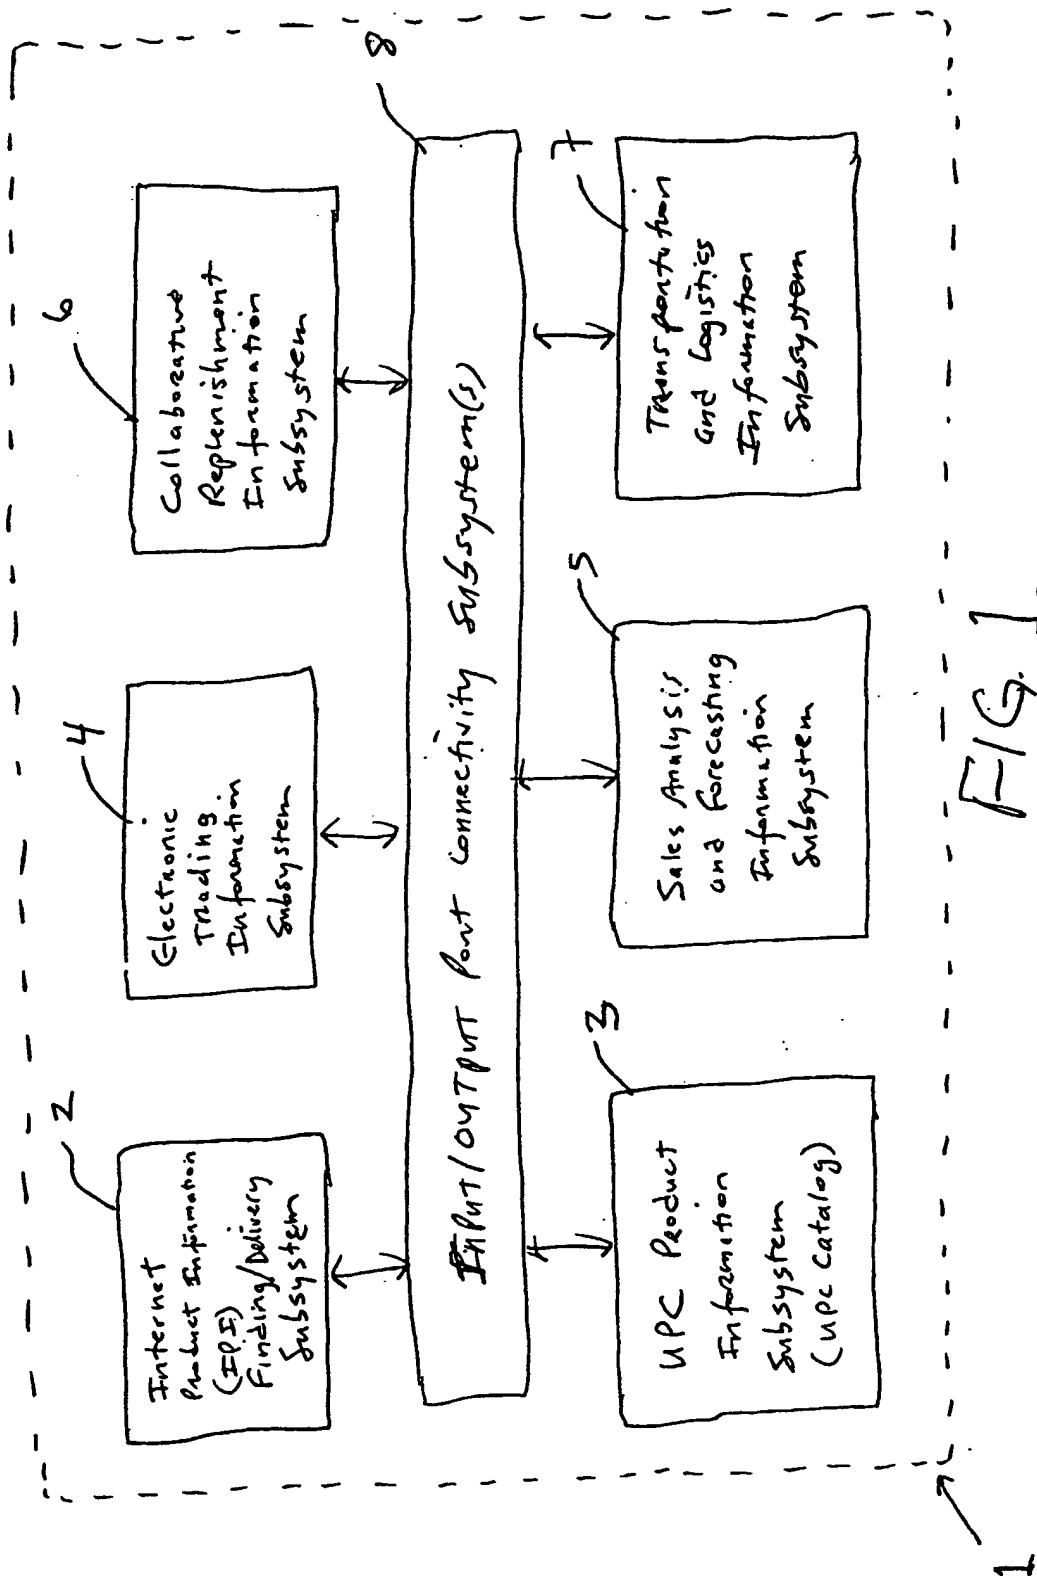 2
Internet
Product Information
(IPI)
Finding/Delivery
Subsystem
4
Electronic
Trading
Information
Subsystem
6
Collaborative
Replenishment
Information
Subsystem
8
Input/Output Port Connectivity Subsystem(s)
3
UPC Product
Information
Subsystem
(UPC Catalog)
5
Sales Analysis
and Forecasting
Information
Subsystem
7
Transportation
and Logistics
Information
Subsystem
1
FIG. 1